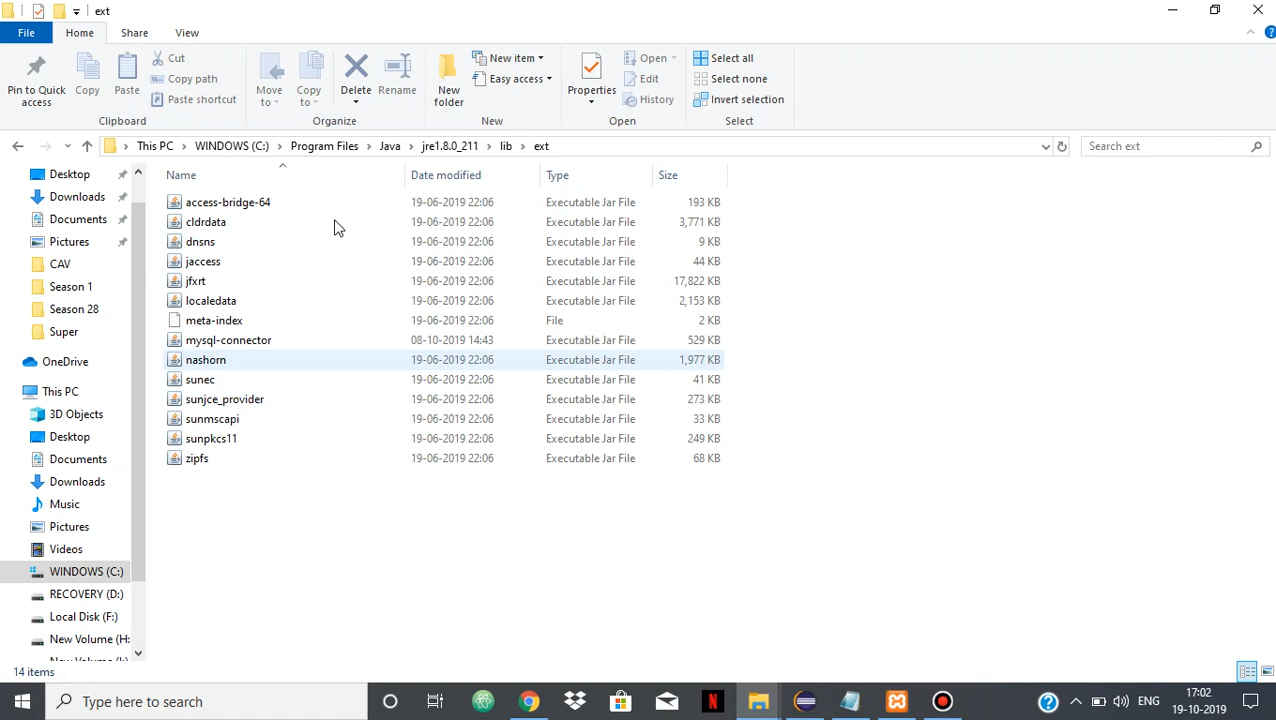 ext
File Home Share View
Pin to Quick access
Copy
Paste
Cut
Copy path
Paste shortcut
Clipboard
Move to
Copy to
Delete
Rename
Organize
New folder
New item
Easy access
New
Properties
Open
Edit
History
Open
Select all
Select none
Invert selection
Select
This PC WINDOWS (C:) Program Files Java jre1.8.0_211 lib ext
Search ext
Desktop
Downloads
Documents
Pictures
CAV
Season 1
Season 28
Super
OneDrive
This PC
3D Objects
Desktop
Documents
Downloads
Music
Pictures
Videos
WINDOWS (C:)
RECOVERY (D:)
Local Disk (F:)
New Volume (H:
Name Date modified Type Size
access-bridge-64 19-06-2019 22:06 Executable Jar File 193 KB
cldrdata 19-06-2019 22:06 Executable Jar File 3,771 KB
dnsns 19-06-2019 22:06 Executable Jar File 9 KB
jaccess 19-06-2019 22:06 Executable Jar File 44 KB
jfxrt 19-06-2019 22:06 Executable Jar File 17,822 KB
localedata 19-06-2019 22:06 Executable Jar File 2,153 KB
meta-index 19-06-2019 22:06 File 2 KB
mysql-connector 08-10-2019 14:43 Executable Jar File 529 KB
nashorn 19-06-2019 22:06 Executable Jar File 1,977 KB
sunec 19-06-2019 22:06 Executable Jar File 41 KB
sunjce_provider 19-06-2019 22:06 Executable Jar File 273 KB
sunmscapi 19-06-2019 22:06 Executable Jar File 33 KB
sunpkcs11 19-06-2019 22:06 Executable Jar File 249 KB
zipfs 19-06-2019 22:06 Executable Jar File 68 KB
14 items
Type here to search
N
ENG
17:02
19-10-2019